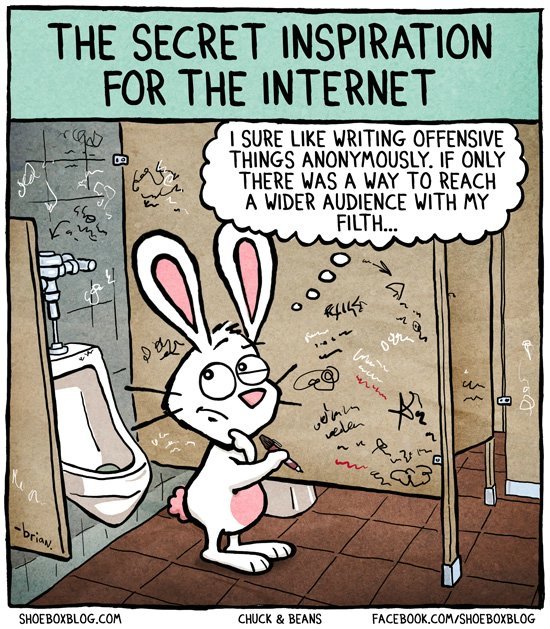 THE SECRET INSPIRATION
FOR THE INTERNET
I SURE LIKE WRITING OFFENSIVE
THINGS ANONYMOUSLY. IF ONLY
THERE WAS A WAY TO REACH
A WIDER AUDIENCE WITH MY
FILTH...
-brian.
SHOEBOXBLOG.COM
CHUCK & BEANS
FACEBOOK.COM/SHOEBOXBLOG